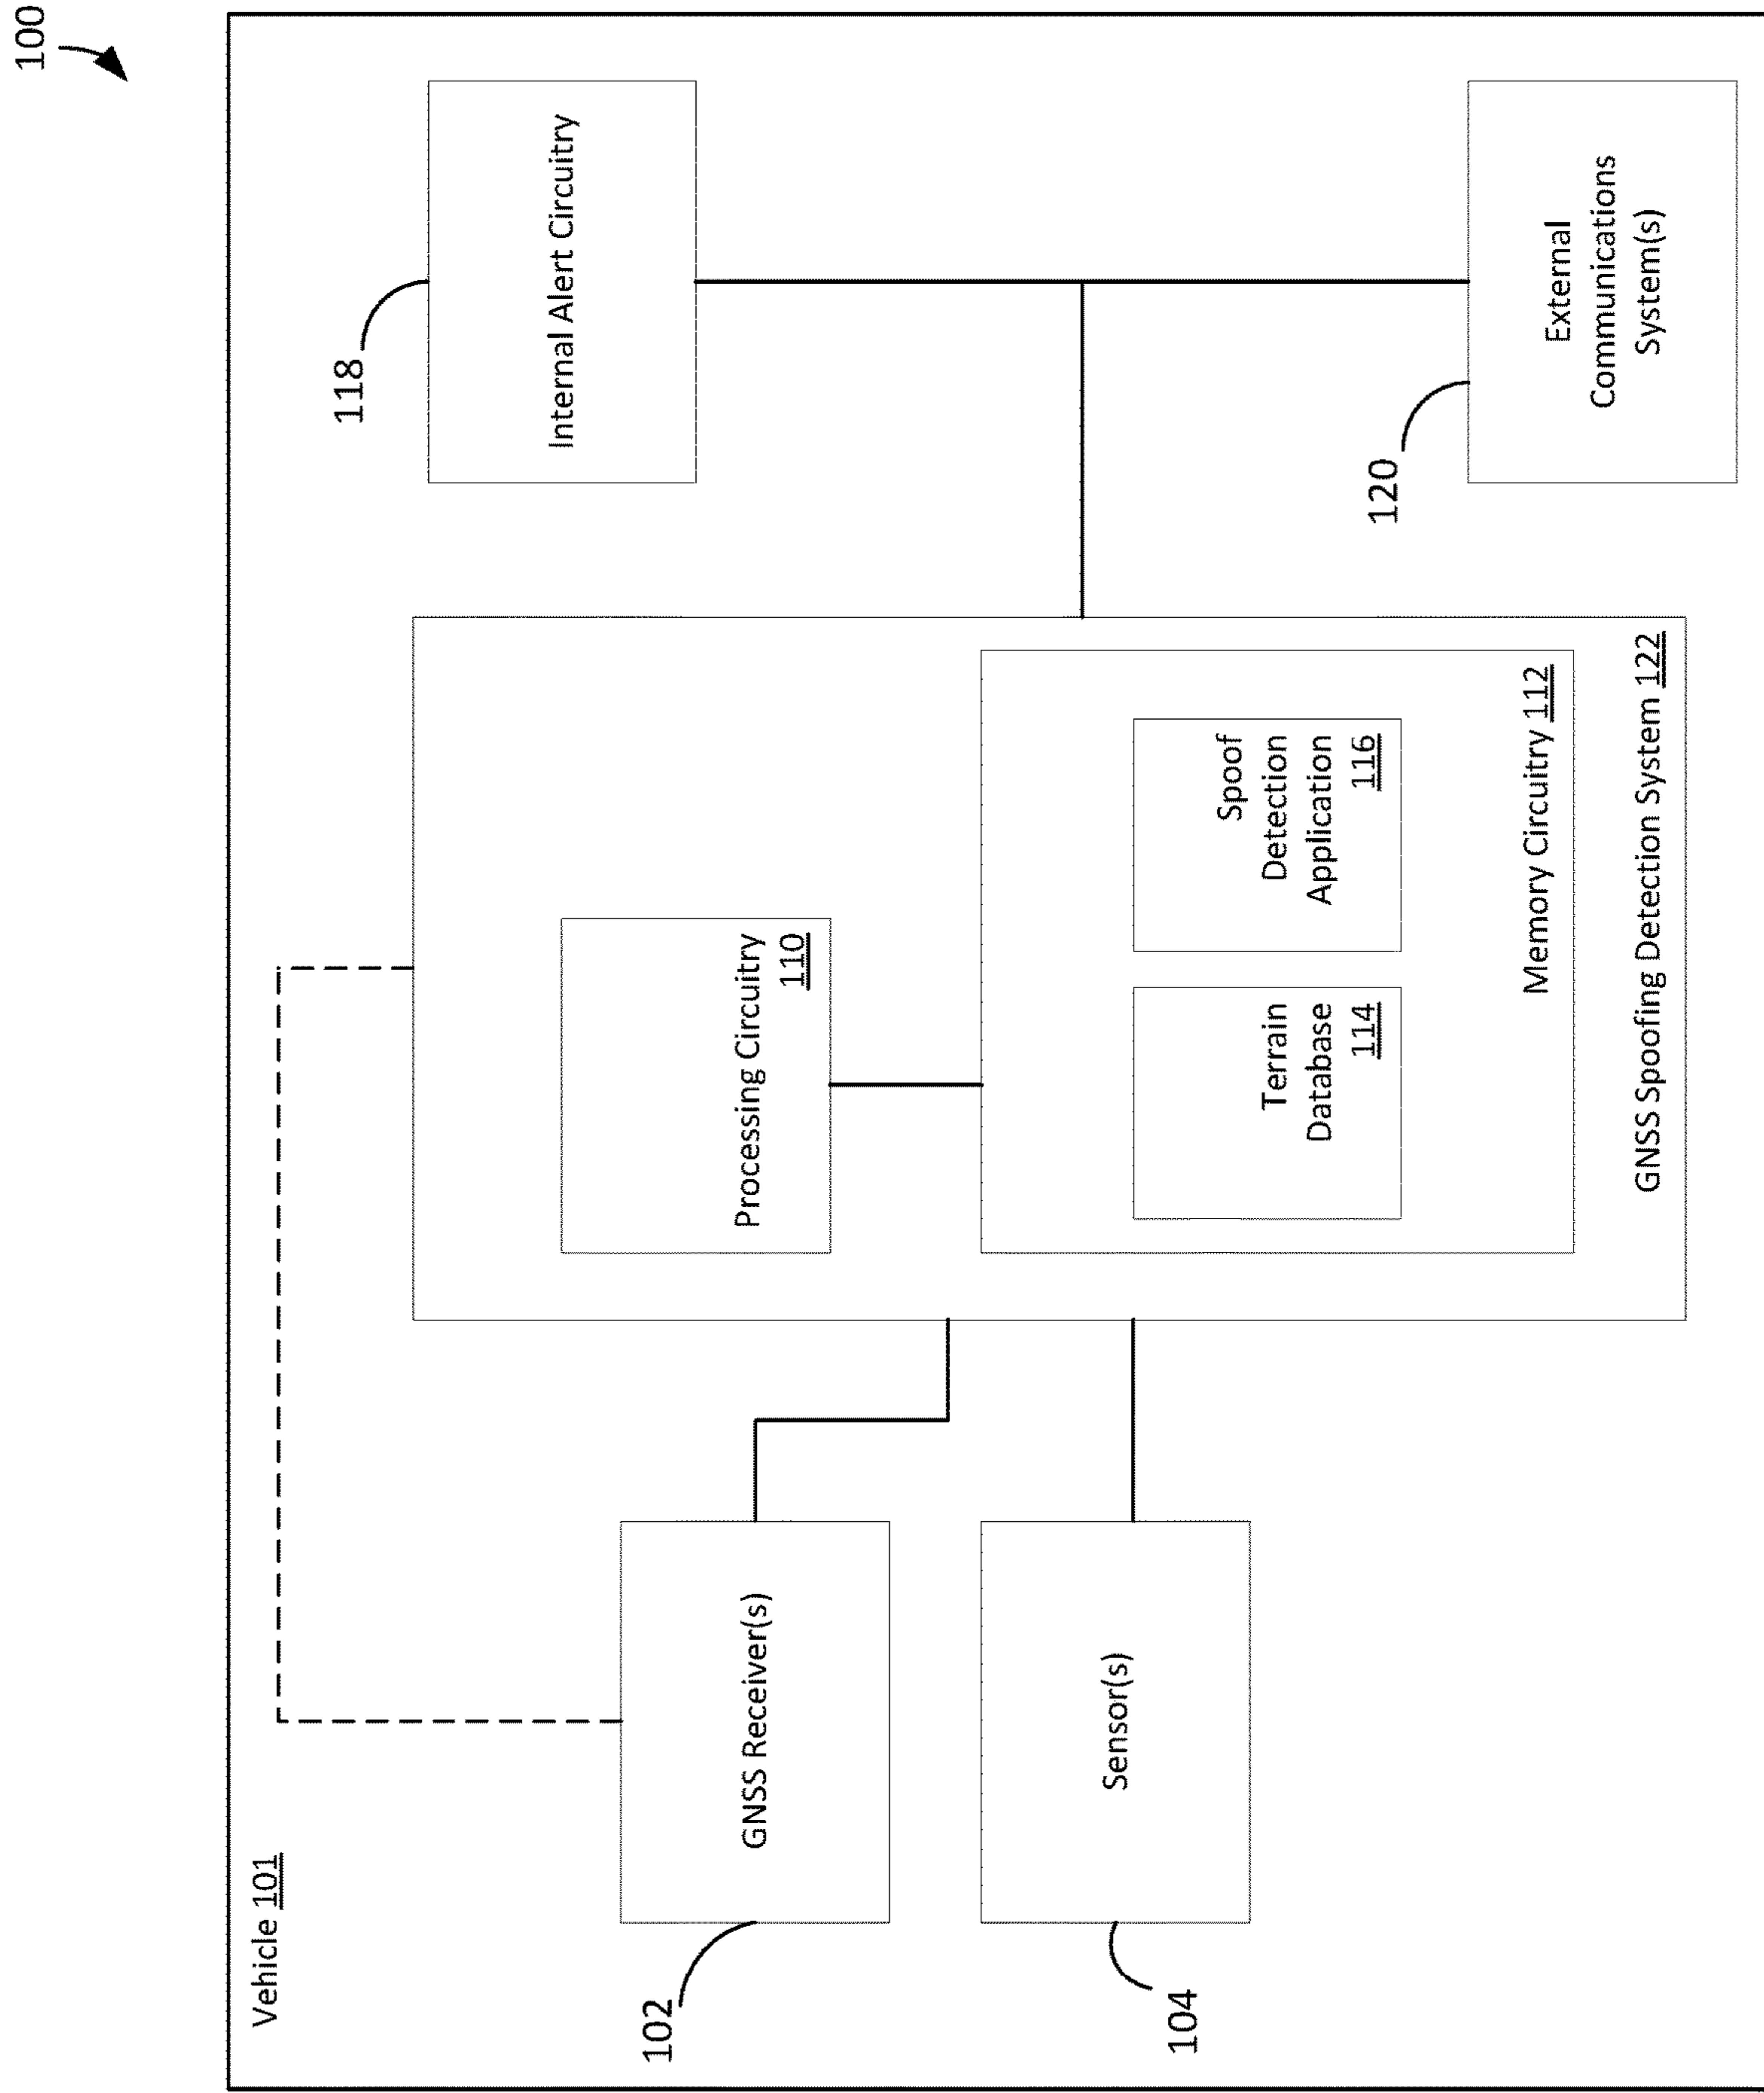 100
Vehicle 101
102
GNSS Receiver(s)
104
Sensor(s)
Processing Circuitry
110
Terrain
Database
114
Spoof
Detection
Application
116
Memory Circuitry 112
GNSS Spoofing Detection System 122
118
Internal Alert Circuitry
120
External
Communications
System(s)